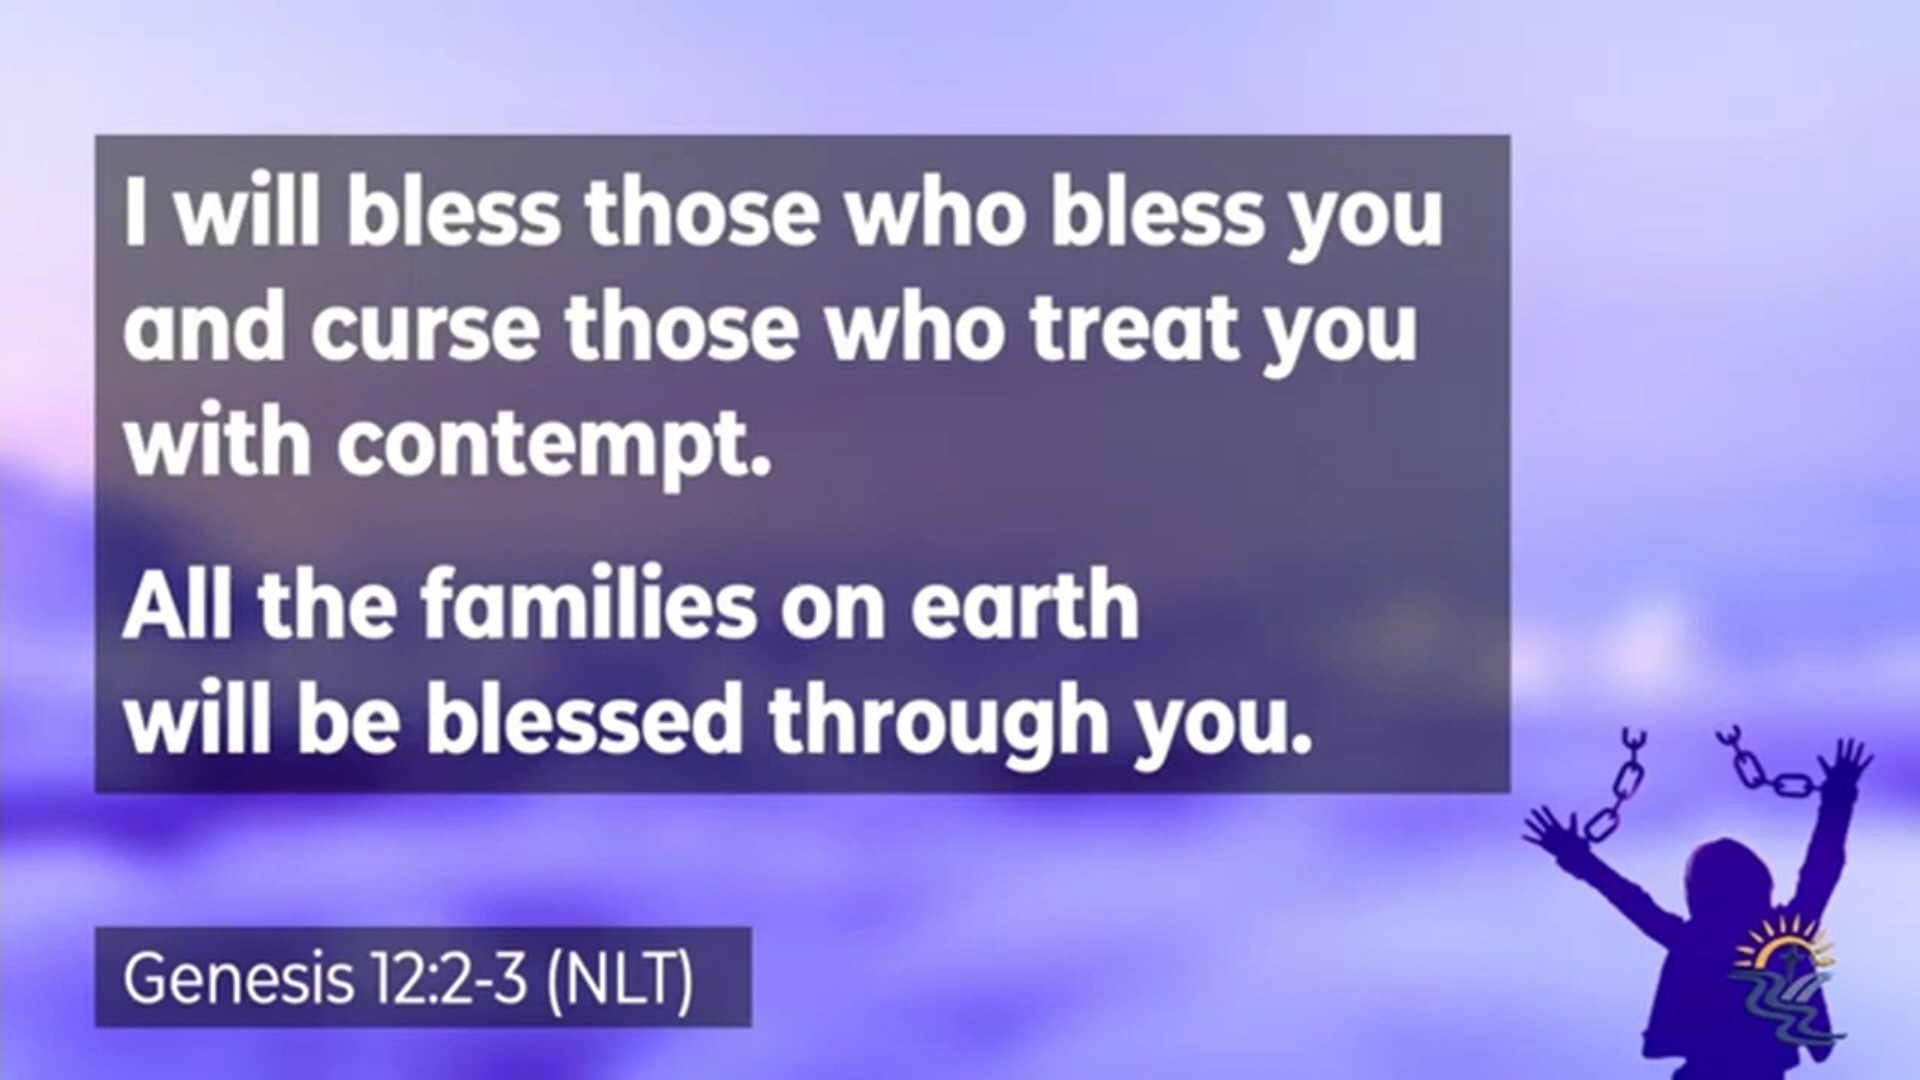 I will bless those who bless you
and curse those who treat you
with contempt.
All the families on earth
will be blessed through you.
Genesis 12:2-3 (NLT)